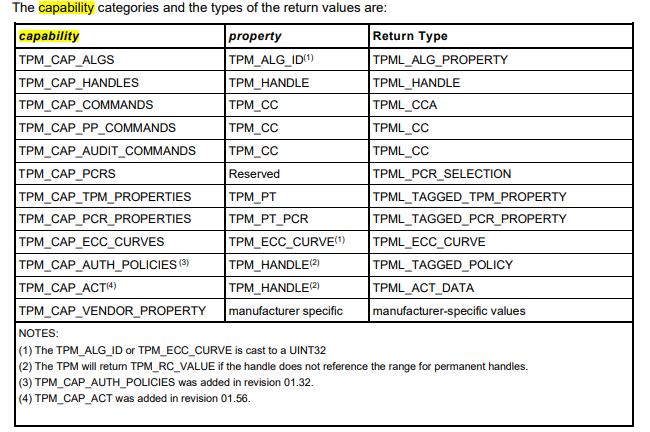 The capability categories and the types of the return values are:
capability property Return Type
TPM_CAP_ALGS TPM_ALG_ID(1) TPML_ALG_PROPERTY
TPM_CAP_HANDLES TPM_HANDLE TPML_HANDLE
TPM_CAP_COMMANDS TPM_CC TPML_CCA
TPM_CAP_PP_COMMANDS TPM_CC TPML_CC
TPM_CAP_AUDIT_COMMANDS TPM_CC TPML_CC
TPM_CAP_PCRS Reserved TPML_PCR_SELECTION
TPM_CAP_TPM_PROPERTIES TPM_PT TPML_TAGGED_TPM_PROPERTY
TPM_CAP_PCR_PROPERTIES TPM_PT_PCR TPML_TAGGED_PCR_PROPERTY
TPM_CAP_ECC_CURVES TPM_ECC_CURVE(1) TPML_ECC_CURVE
TPM_CAP_AUTH_POLICIES (3) TPM_HANDLE(2) TPML_TAGGED_POLICY
TPM_CAP_ACT(4) TPM_HANDLE(2) TPML_ACT_DATA
TPM_CAP_VENDOR_PROPERTY manufacturer specific manufacturer-specific values
NOTES:
(1) The TPM_ALG_ID or TPM_ECC_CURVE is cast to a UINT32
(2) The TPM will return TPM_RC_VALUE if the handle does not reference the range for permanent handles.
(3) TPM_CAP_AUTH_POLICIES was added in revision 01.32.
(4) TPM_CAP_ACT was added in revision 01.56.